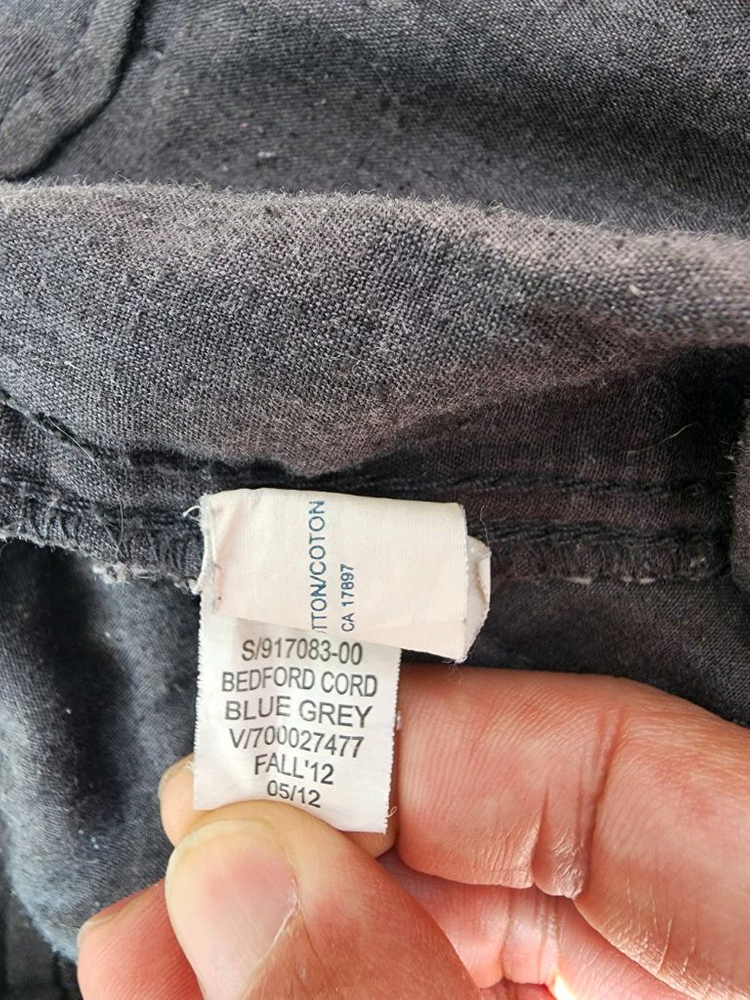 TTON/COTON
CA 17897
S/917083-00
BEDFORD CORD
BLUE GREY
V/700027477
FALL'12
05/12